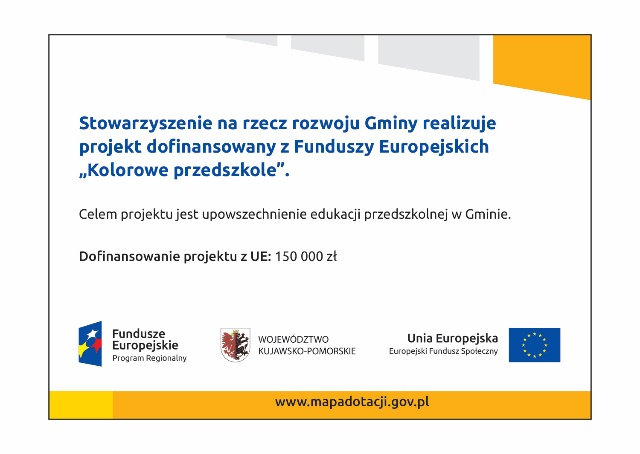 Stowarzyszenie na rzecz rozwoju Gminy realizuje
projekt dofinansowany z Funduszy Europejskich
„Kolorowe przedszkole”.
Celem projektu jest upowszechnienie edukacji przedszkolnej w Gminie.
Dofinansowanie projektu z UE: 150 000 zł
Fundusze
Europejskie
Program Regionalny
WOJEWÓDZTWO
KUJAWSKO-POMORSKIE
Unia Europejska
Europejski Fundusz Społeczny
www.mapadotacji.gov.pl